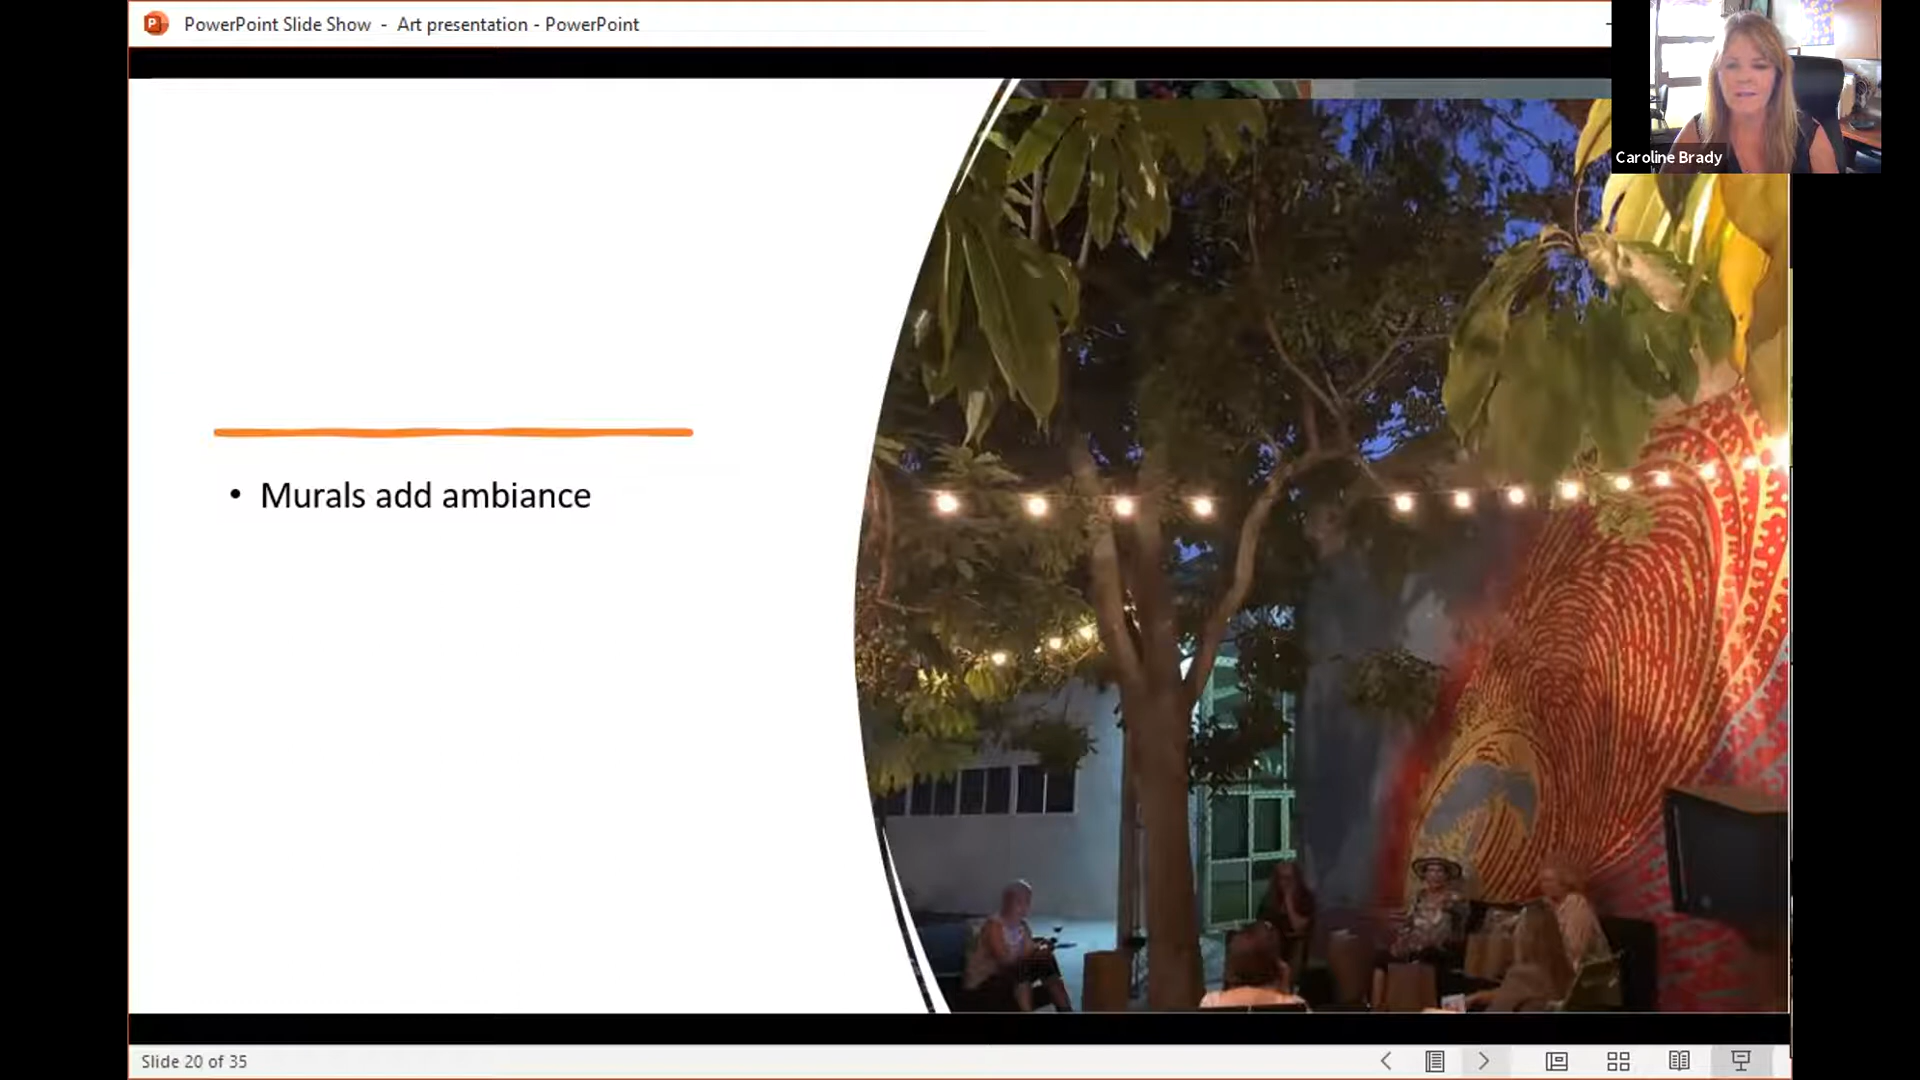 PowerPoint Slide Show - Art presentation - PowerPoint
Caroline Brady
• Murals add ambiance
Slide 20 of 35